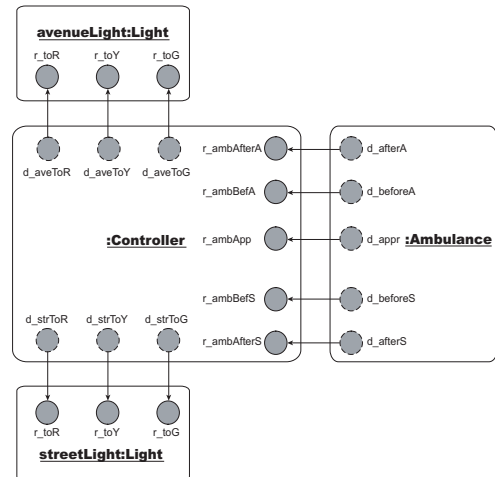 avenueLight:Light
r_toR r_toY r_toG
d_aveToR d_aveToY d_aveToG
r_ambAfterA d_afterA
r_ambBefA d_beforeA
:Controller r_ambApp d_appr :Ambulance
r_ambBefS d_beforeS
d_strToR d_strToY d_strToG
r_ambAfterS d_afterS
r_toR r_toY r_toG
streetLight:Light